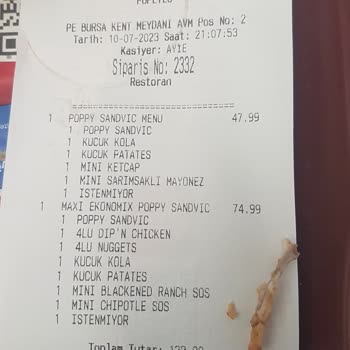 POPEYES
PE BURSA KENT MEYDANI AVM Pos No: 2
Tarih: 10-07-2023 Saat: 21:07:53
Kasiyer: AVIE
Siparis No: 2332
Restoran
==============================
1 POPPY SANDVIC MENU 47.99
1 POPPY SANDVIC
1 KUCUK KOLA
1 KUCUK PATATES
1 MINI KETCAP
1 MINI SARIMSAKLI MAYONEZ
1 ISTENMIYOR
1 MAXI EKONOMIX POPPY SANDVIC 74.99
1 POPPY SANDVIC
1 4LU DIP'N CHICKEN
1 4LU NUGGETS
1 KUCUK KOLA
1 KUCUK PATATES
1 MINI BLACKENED RANCH SOS
1 MINI CHIPOTLE SOS
1 ISTENMIYOR
Toplam Tutar: